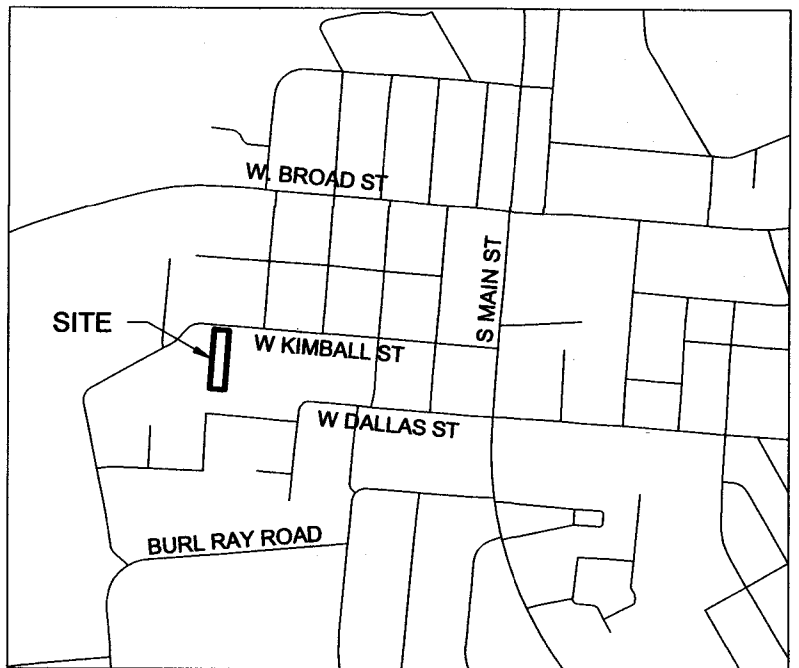 W. BROAD ST
S MAIN ST
SITE
W KIMBALL ST
W DALLAS ST
BURL RAY ROAD